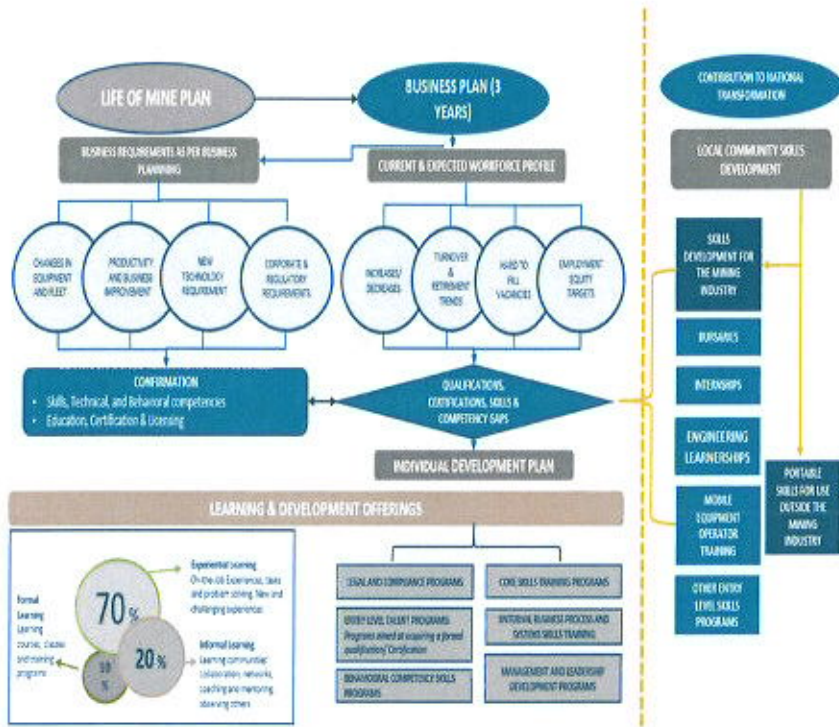 LIFE OF MINE PLAN
BUSINESS PLAN (3
YEARS)
CONTRIBUTION TO NATIONAL
TRANSFORMATION
BUSINESS REQUIREMENTS AS PER BUSINESS
PLANNING
CURRENT & EXPECTED WORKFORCE PROFILE
LOCAL COMMUNITY SKILLS
DEVELOPMENT
CHANGES IN
EQUIPMENT
AND FLEET
PRODUCTIVITY
AND BUSINESS
IMPROVEMENT
NEW
TECHNOLOGY
REQUIREMENT
CORPORATE &
REGULATORY
REQUIREMENTS
INCREASES/
DECREASES
TURNOVER
&
RETIREMENT
TRENDS
HARD TO
FILL
VACANCIES
EMPLOYMENT
EQUITY
TARGETS
SKILLS
DEVELOPMENT FOR
THE MINING
INDUSTRY
BURSARIES
INTERNSHIPS
ENGINEERING
LEARNERSHIPS
MOBILE
EQUIPMENT
OPERATOR
TRAINING
OTHER ENTRY
LEVEL SKILLS
PROGRAMS
PORTABLE
SKILLS FOR USE
OUTSIDE THE
MINING
INDUSTRY
CONFIRMATION
• Skills, Technical, and Behavioral competencies
• Education, Certification & Licensing
QUALIFICATIONS,
CERTIFICATIONS, SKILLS &
COMPETENCY GAPS
INDIVIDUAL DEVELOPMENT PLAN
LEARNING & DEVELOPMENT OFFERINGS
70%
Experiential Learning
On-the-job Experiences, tasks
and problem solving. New and
challenging experiences
Formal
Learning
Learning
courses, classes
and training
programs
10
%
20 %
Informal Learning
Learning communities'
collaboration, networks,
coaching and mentoring,
observing others
LEGAL AND COMPLIANCE PROGRAMS
ENTRY LEVEL TALENT PROGRAMS:
Programs aimed at acquiring a formal
qualification/ Certification
BEHAVIORAL COMPETENCY SKILLS
PROGRAMS
CORE SKILLS TRAINING PROGRAMS
INTERNAL BUSINESS PROCESS AND
SYSTEMS SKILLS TRAINING
MANAGEMENT AND LEADERSHIP
DEVELOPMENT PROGRAMS